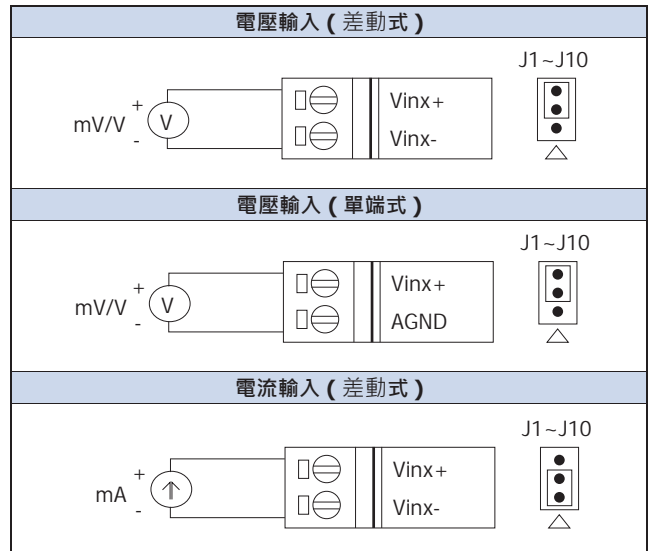 電壓輸入 ( 差動式 )
J1~J10
+
mV/V
-
V
Vinx+
Vinx-
電壓輸入 ( 單端式 )
J1~J10
+
mV/V
-
V
Vinx+
AGND
電流輸入 ( 差動式 )
J1~J10
+
mA
-
Vinx+
Vinx-